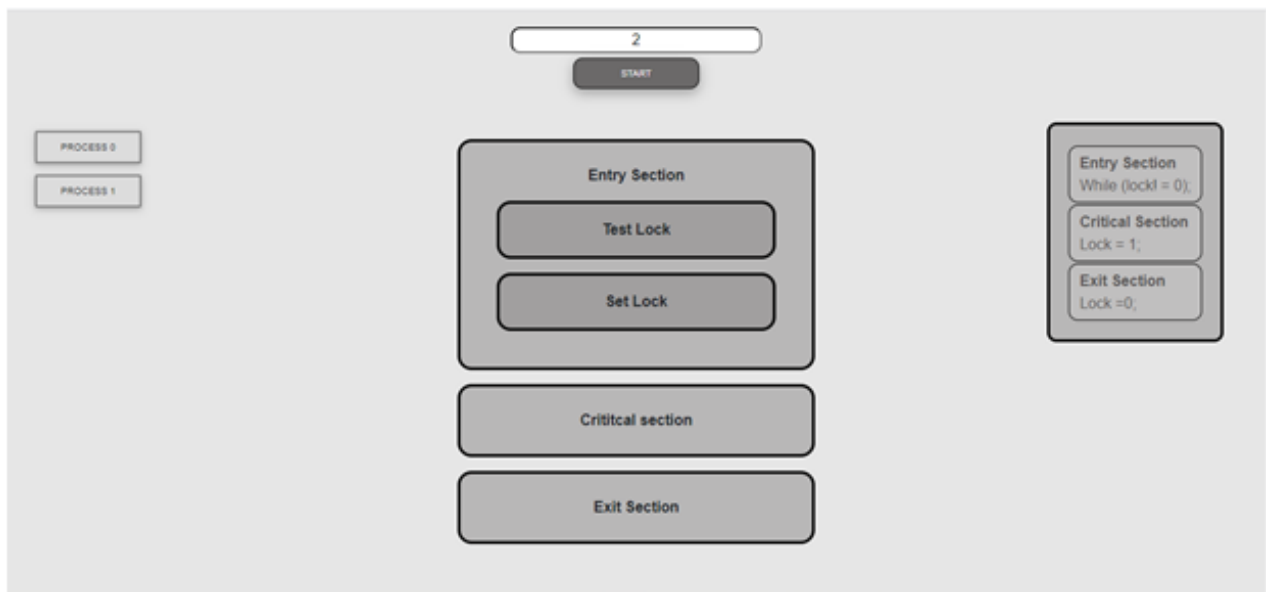 2
START
PROCESS 0
PROCESS 1
Entry Section
Test Lock
Set Lock
Crititcal section
Exit Section
Entry Section
While (lock! = 0);
Critical Section
Lock = 1;
Exit Section
Lock =0;